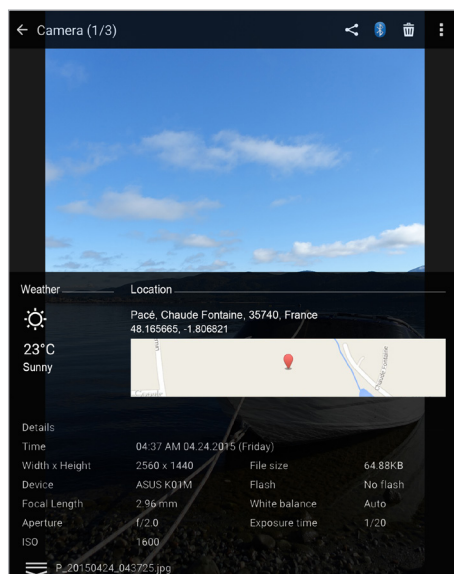 Camera (1/3)
Weather
Location
Pacé, Chaude Fontaine, 35740, France
48.165665, -1.806821
23°C
Sunny
Chaude Fontaine
Details
Time 04:37 AM 04.24.2015 (Friday)
Width x Height 2560 x 1440 File size 64.88KB
Device ASUS K01M Flash No flash
Focal Length 2.96 mm White balance Auto
Aperture f/2.0 Exposure time 1/20
ISO 1600
P_20150424_043725.jpg